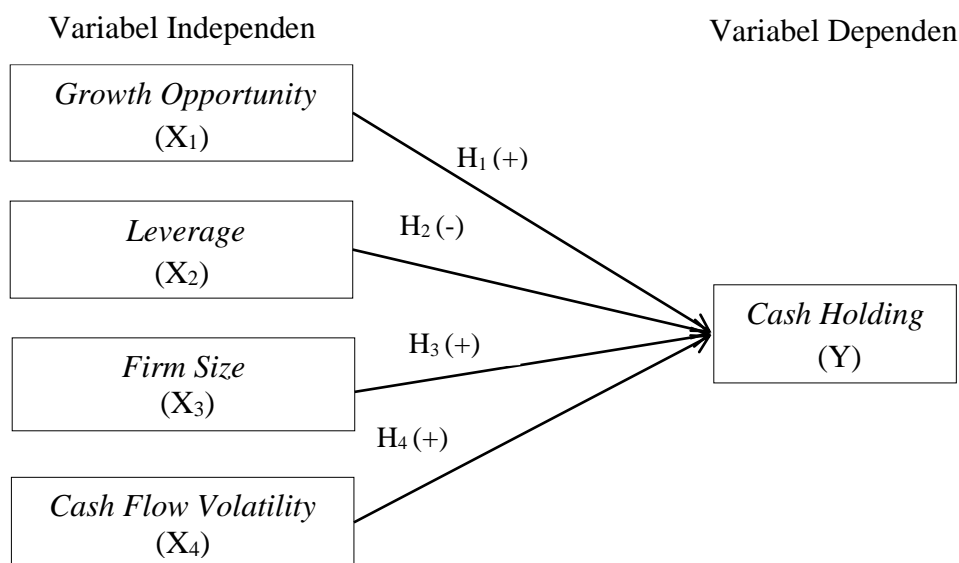 Variabel Independen
Variabel Dependen
Growth Opportunity
(X₁)
H₁ (+)
Leverage
(X₂)
H₂ (-)
Cash Holding
(Y)
Firm Size
(X₃)
H₃ (+)
H₄ (+)
Cash Flow Volatility
(X₄)